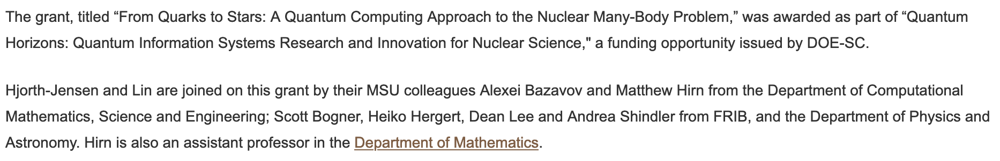 The grant, titled “From Quarks to Stars: A Quantum Computing Approach to the Nuclear Many-Body Problem,” was awarded as part of “Quantum
Horizons: Quantum Information Systems Research and Innovation for Nuclear Science," a funding opportunity issued by DOE-SC.
Hjorth-Jensen and Lin are joined on this grant by their MSU colleagues Alexei Bazavov and Matthew Hirn from the Department of Computational
Mathematics, Science and Engineering; Scott Bogner, Heiko Hergert, Dean Lee and Andrea Shindler from FRIB, and the Department of Physics and
Astronomy. Hirn is also an assistant professor in the Department of Mathematics.